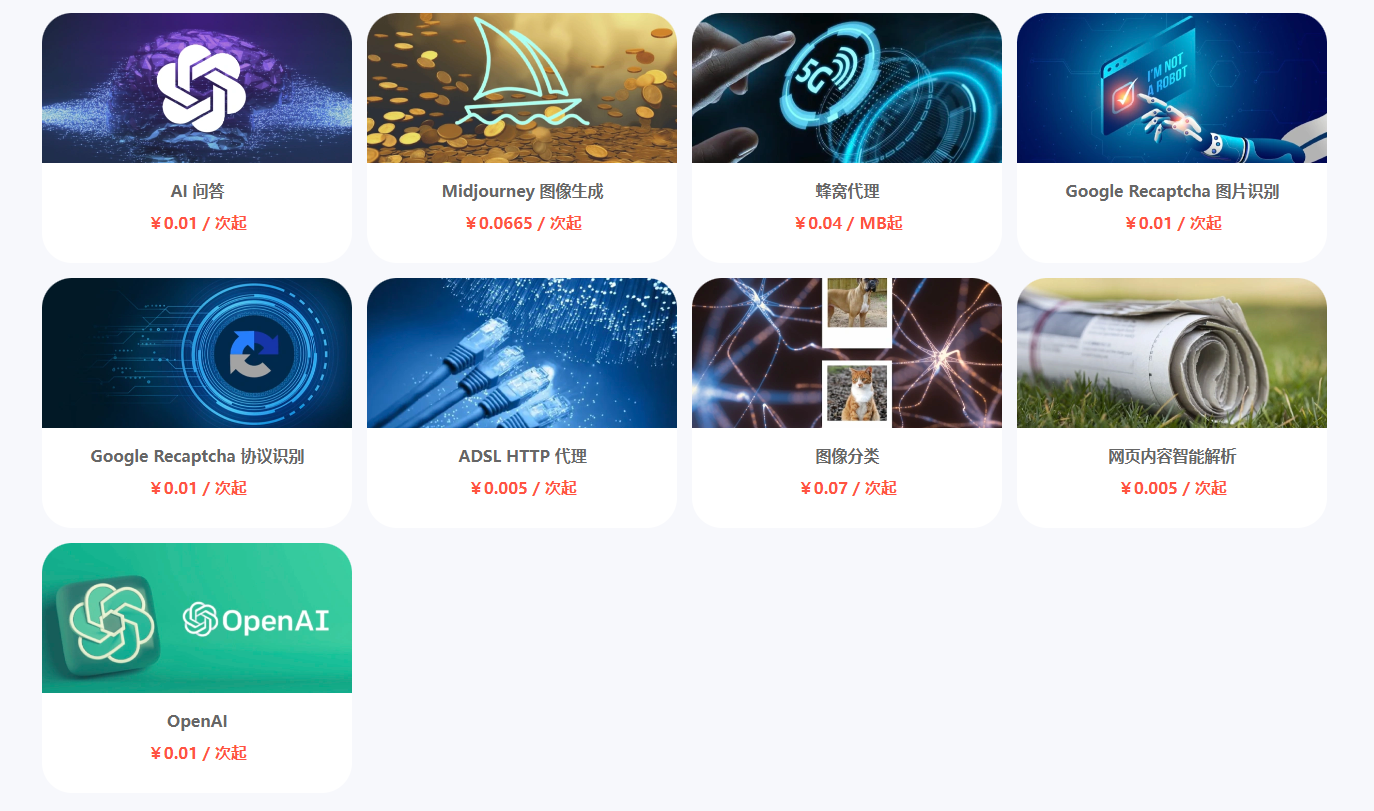 5G
I'M NOT
A ROBOT
AI 问答
Midjourney 图像生成
蜂窝代理
Google Recaptcha 图片识别
￥0.01 / 次起
￥0.0665 / 次起
￥0.04 / MB起
￥0.01 / 次起
Google Recaptcha 协议识别
ADSL HTTP 代理
图像分类
网页内容智能解析
￥0.01 / 次起
￥0.005 / 次起
￥0.07 / 次起
￥0.005 / 次起
OpenAI
OpenAI
￥0.01 / 次起